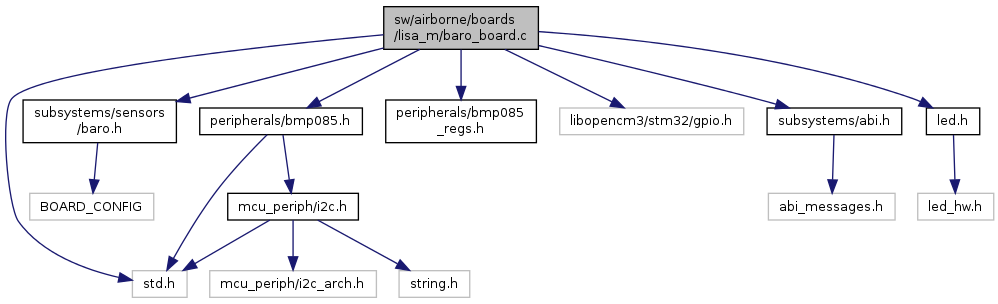 sw/airborne/boards
/lisa_m/baro_board.c
subsystems/sensors
/baro.h
peripherals/bmp085.h
peripherals/bmp085
_regs.h
libopencm3/stm32/gpio.h
subsystems/abi.h
led.h
BOARD_CONFIG
mcu_periph/i2c.h
abi_messages.h
led_hw.h
std.h
mcu_periph/i2c_arch.h
string.h